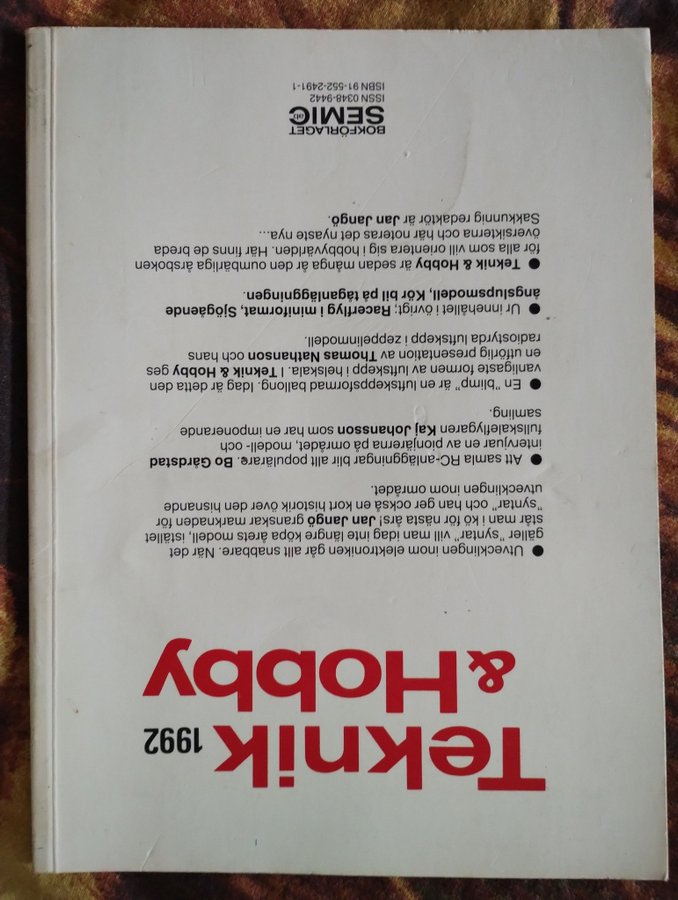 Teknik 1992
& Hobby
● Utvecklingen inom elektroniken går allt snabbare. När det
gäller "syntar" vill man idag inte längre köpa årets modell, istället
står man i kö för nästa års! Jan Jangö granskar marknaden för
"syntar" och han ger också en kort historik över den hisnande
utvecklingen inom området.
● Att samla RC-anläggningar blir allt populärare. Bo Gårdstad
intervjuar en av pionjärerna på området, modell- och
fullskaleflygaren Kaj Johansson som har en imponerande
samling.
● En "blimp" är en luftskeppsformad ballong. Idag är detta den
vanligaste formen av luftskepp i helskala. I Teknik & Hobby ges
en utförlig presentation av Thomas Nathanson och hans
radiostyrda luftskepp i zeppelinmodell.
● Ur innehållet i övrigt: Racerflyg i miniformat, Sjögående
ångslupsmodell, Kör bil på tåganläggningen.
● Teknik & Hobby är sedan många år den oumbärliga årsboken
för alla som vill orientera sig i hobbyvärlden. Här finns de breda
översikterna och här noteras det nyaste nya...
Sakkunnig redaktör är Jan Jangö.
BOKFÖRLAGET
SEMIC ab
ISSN 0348-9442
ISBN 91-552-2491-1